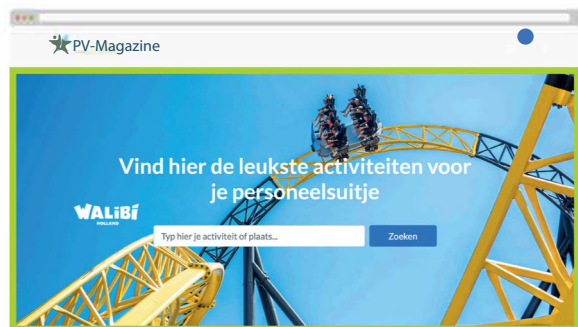 PV-Magazine
Vind hier de leukste activiteiten voor
je personeelsuitje
WALiBi
HOLLAND
Typ hier je activiteit of plaats...
Zoeken